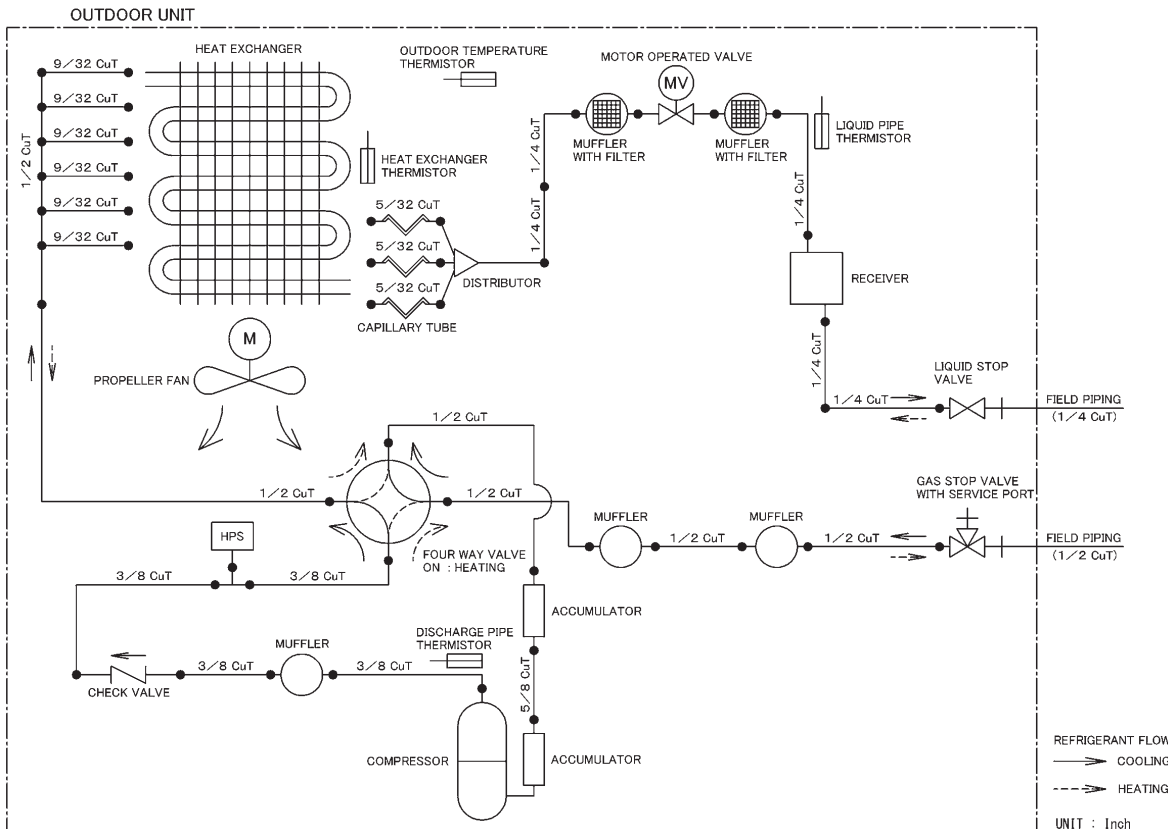 OUTDOOR UNIT
HEAT EXCHANGER
9/32 CuT
9/32 CuT
9/32 CuT
9/32 CuT
9/32 CuT
9/32 CuT
1/2 CuT
OUTDOOR TEMPERATURE
THERMISTOR
HEAT EXCHANGER
THERMISTOR
5/32 CuT
5/32 CuT
5/32 CuT
CAPILLARY TUBE
DISTRIBUTOR
1/4 CuT
1/4 CuT
MOTOR OPERATED VALVE
MV
MUFFLER
WITH FILTER
MUFFLER
WITH FILTER
LIQUID PIPE
THERMISTOR
1/4 CuT
RECEIVER
1/4 CuT
1/4 CuT
LIQUID STOP
VALVE
FIELD PIPING
(1/4 CuT)
M
PROPELLER FAN
1/2 CuT
1/2 CuT
1/2 CuT
FOUR WAY VALVE
ON : HEATING
MUFFLER
1/2 CuT
MUFFLER
1/2 CuT
GAS STOP VALVE
WITH SERVICE PORT
FIELD PIPING
(1/2 CuT)
HPS
3/8 CuT
3/8 CuT
CHECK VALVE
3/8 CuT
MUFFLER
3/8 CuT
DISCHARGE PIPE
THERMISTOR
ACCUMULATOR
5/8 CuT
ACCUMULATOR
COMPRESSOR
REFRIGERANT FLOW
COOLING
HEATING
UNIT : Inch